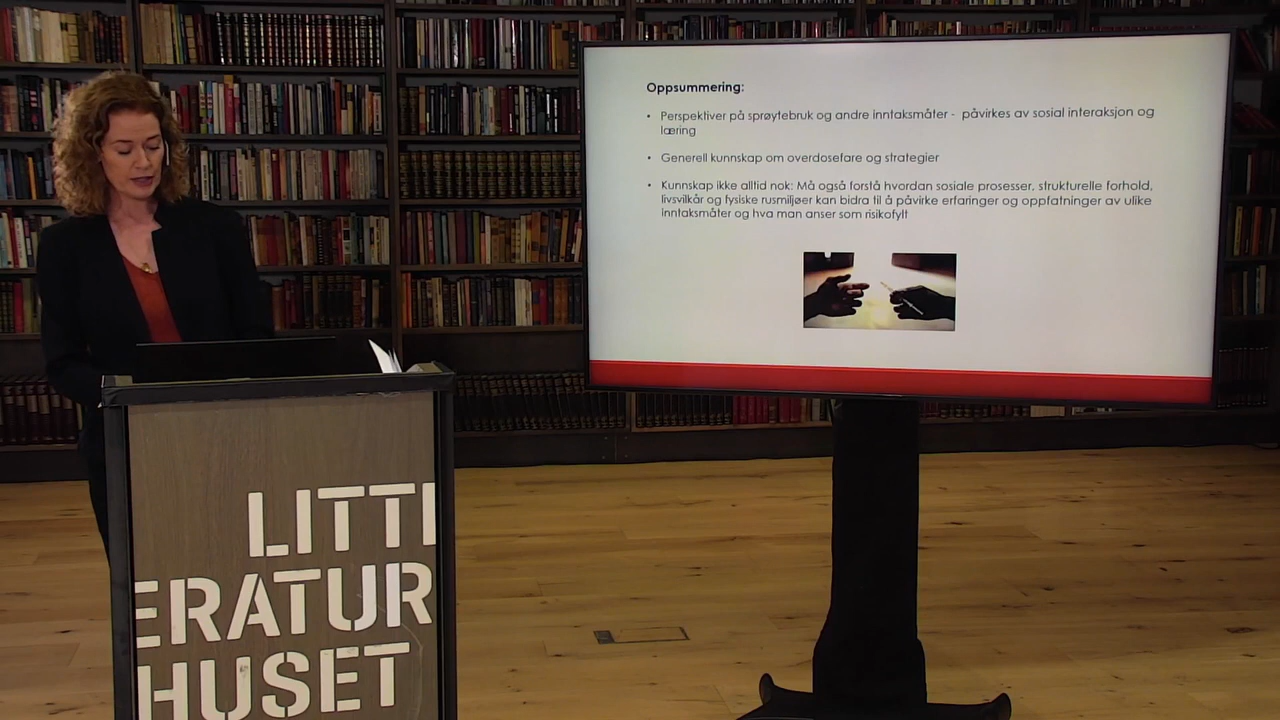 Oppsummering:
• Perspektiver på sprøytebruk og andre inntaksmåter - påvirkes av sosial interaksjon og
læring
• Generell kunnskap om overdosefare og strategier
• Kunnskap ikke alltid nok: Må også forstå hvordan sosiale prosesser, strukturelle forhold,
livsvilkår og fysiske rusmiljøer kan bidra til å påvirke erfaringer og oppfatninger av ulike
inntaksmåter og hva man anser som risikofylt
LITT
ERATUR
HUSET